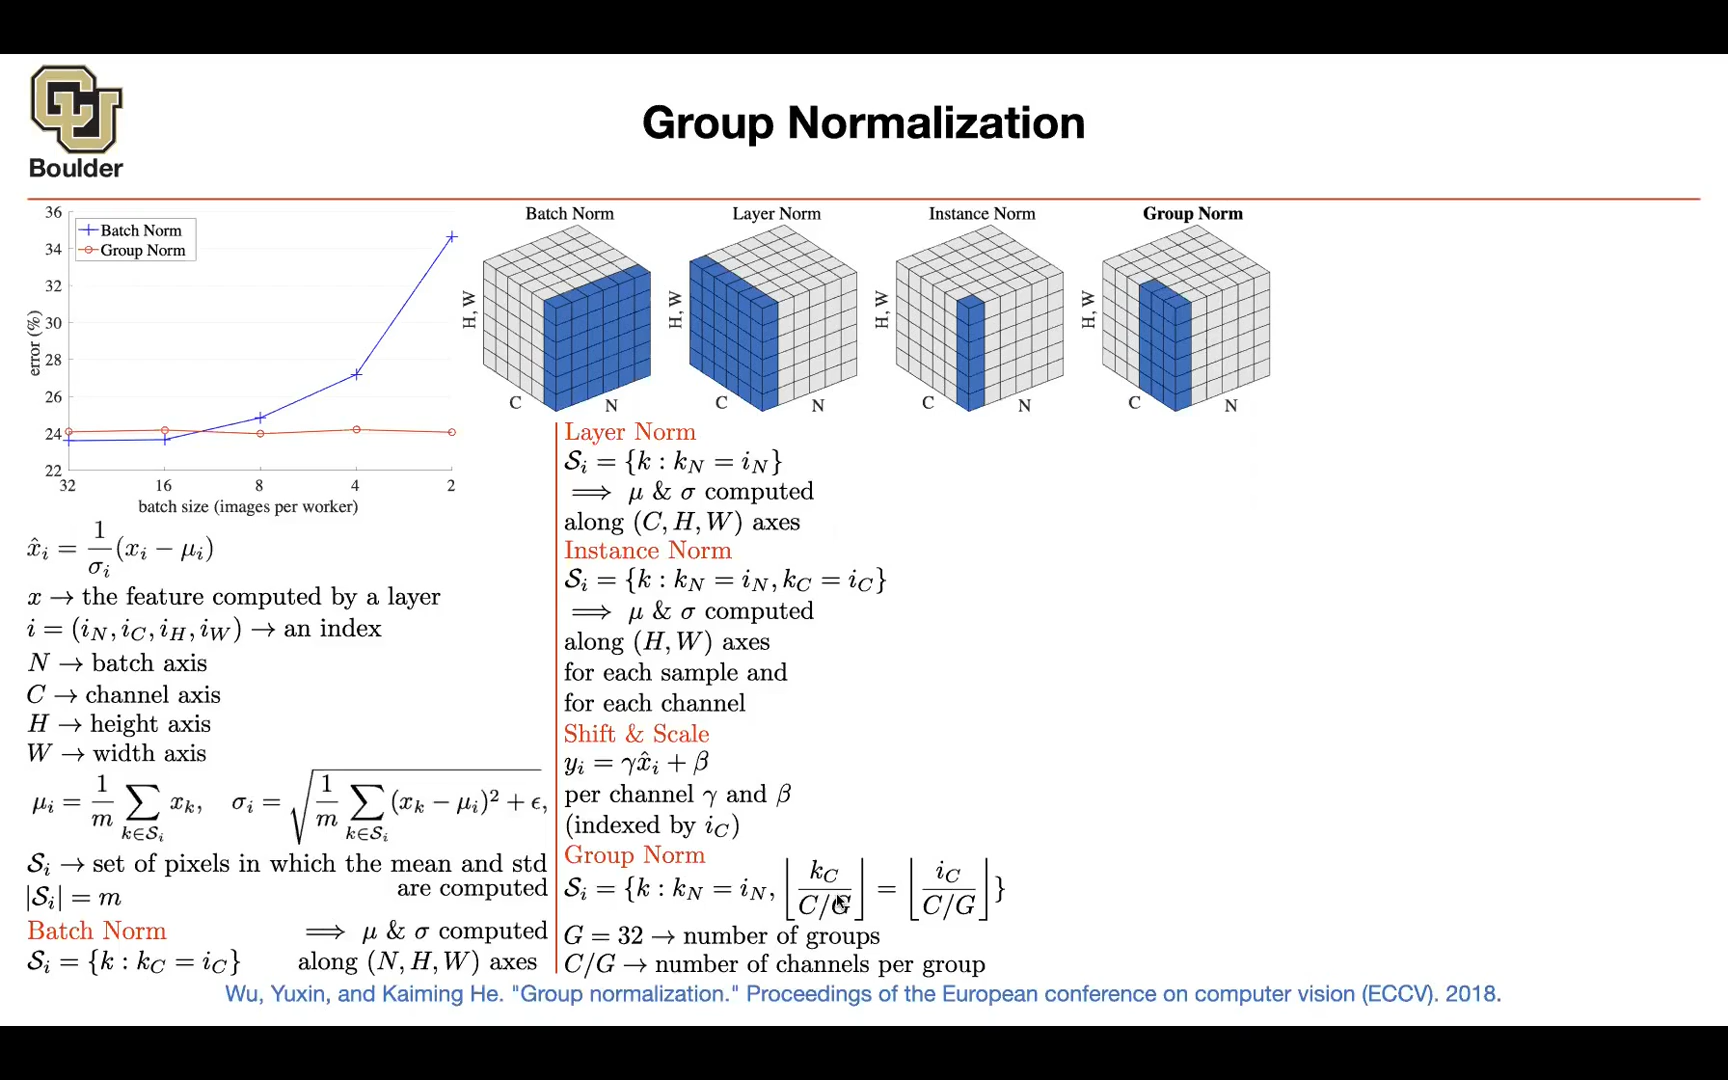 CU
Boulder
Group Normalization
36
34
32
30
28
26
24
22
error (%)
Batch Norm
Group Norm
32 16 8 4 2
batch size (images per worker)
Batch Norm
H, W
C
N
Layer Norm
H, W
C
N
Instance Norm
H, W
C
N
Group Norm
H, W
C
N
x̂_i = 1/σ_i (x_i − μ_i)
x → the feature computed by a layer
i = (i_N, i_C, i_H, i_W) → an index
N → batch axis
C → channel axis
H → height axis
W → width axis
μ_i = 1/m ∑_{k∈S_i} x_k, σ_i = √(1/m ∑_{k∈S_i} (x_k − μ_i)² + ϵ),
S_i → set of pixels in which the mean and std
are computed
|S_i| = m
Batch Norm
S_i = {k : k_C = i_C}
⟹ μ & σ computed
along (N, H, W) axes
Layer Norm
S_i = {k : k_N = i_N}
⟹ μ & σ computed
along (C, H, W) axes
Instance Norm
S_i = {k : k_N = i_N, k_C = i_C}
⟹ μ & σ computed
along (H, W) axes
for each sample and
for each channel
Shift & Scale
y_i = γx̂_i + β
per channel γ and β
(indexed by i_C)
Group Norm
S_i = {k : k_N = i_N, ⌊k_C / (C/G)⌋ = ⌊i_C / (C/G)⌋}
G = 32 → number of groups
C/G → number of channels per group
Wu, Yuxin, and Kaiming He. "Group normalization." Proceedings of the European conference on computer vision (ECCV). 2018.